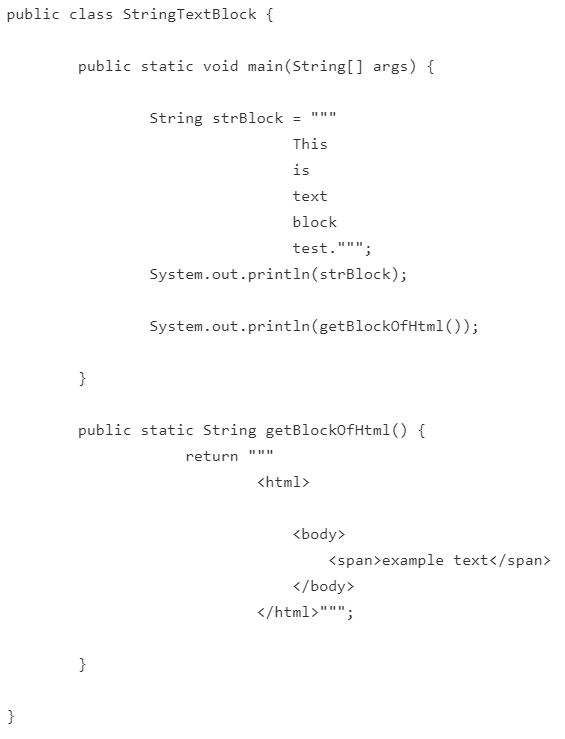 public class StringTextBlock {

        public static void main(String[] args) {

                String strBlock = """
                                This
                                is
                                text
                                block
                                test.""";
                System.out.println(strBlock);

                System.out.println(getBlockOfHtml());

        }

        public static String getBlockOfHtml() {
                    return """
                            <html>

                                <body>
                                    <span>example text</span>
                                </body>
                            </html>""";

        }

}